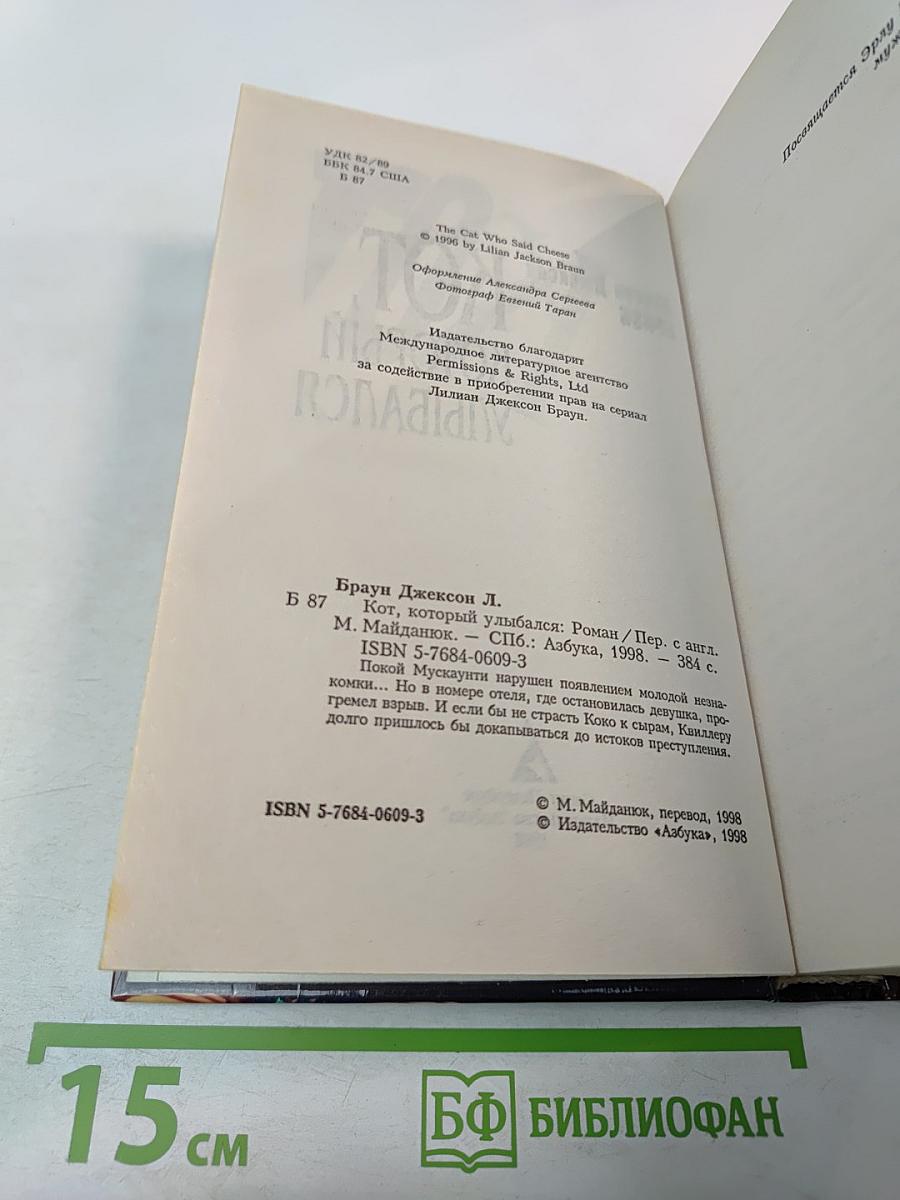 УДК 82/89
ББК 84.7 США
Б 87
The Cat Who Said Cheese
© 1996 by Lilian Jackson Braun
Оформление Александра Сергеева
Фотограф Евгений Таран
Издательство благодарит
Международное литературное агентство
Permissions & Rights, Ltd
за содействие в приобретении прав на сериал
Лилиан Джексон Браун.
Браун Джексон Л.
Б 87 Кот, который улыбался: Роман / Пер. с англ.
М. Майданюк. — СПб.: Азбука, 1998. — 384 с.
ISBN 5-7684-0609-3
Покой Мускаунти нарушен появлением молодой незна-
комки... Но в номере отеля, где остановилась девушка, про-
гремел взрыв. И если бы не страсть Коко к сырам, Квиллеру
долго пришлось бы докапываться до истоков преступления.
ISBN 5-7684-0609-3
© М. Майданюк, перевод, 1998
© Издательство «Азбука», 1998
Посвящается Эрлу
15 см
БФ БИБЛИОФАН